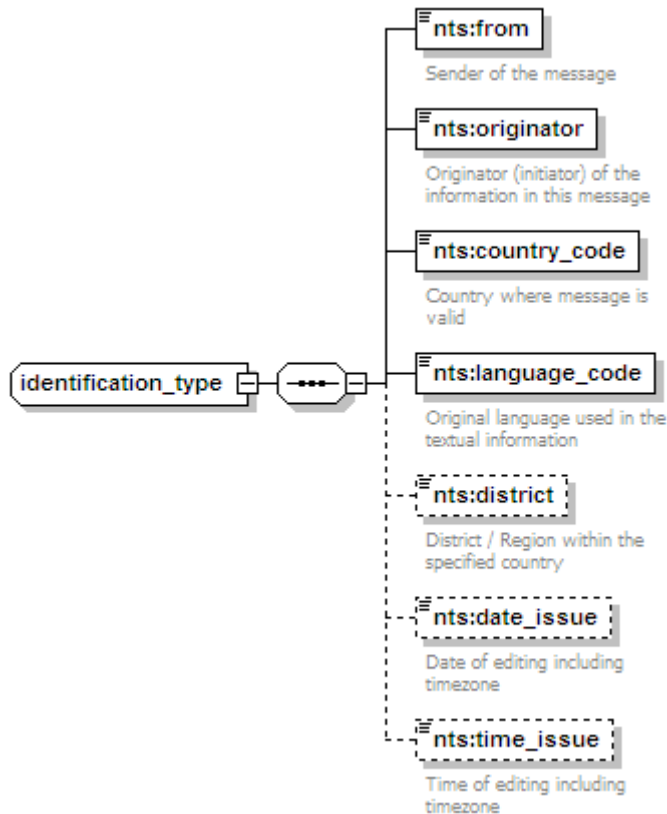 nts:from
Sender of the message
nts:originator
Originator (initiator) of the
information in this message
nts:country_code
Country where message is
valid
identification_type
nts:language_code
Original language used in the
textual information
nts:district
District / Region within the
specified country
nts:date_issue
Date of editing including
timezone
nts:time_issue
Time of editing including
timezone